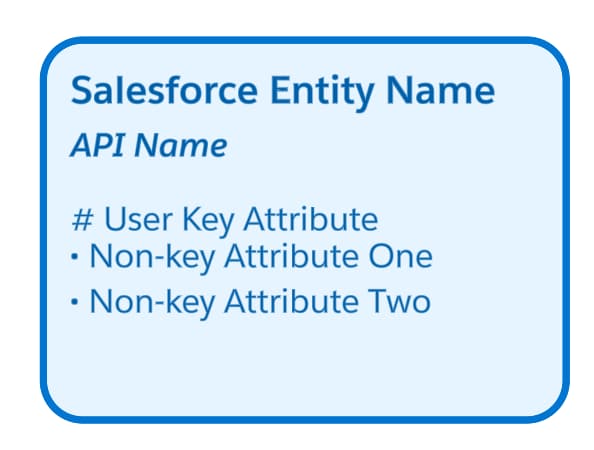 Salesforce Entity Name
API Name
# User Key Attribute
• Non-key Attribute One
• Non-key Attribute Two